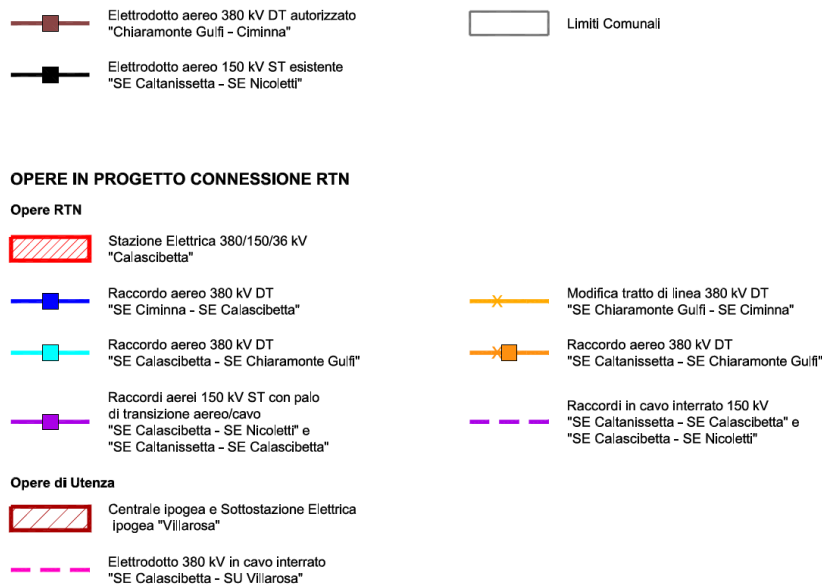 Elettrodotto aereo 380 kV DT autorizzato
"Chiaramonte Gulfi - Ciminna"
Limiti Comunali
Elettrodotto aereo 150 kV ST esistente
"SE Caltanissetta - SE Nicoletti"
OPERE IN PROGETTO CONNESSIONE RTN
Opere RTN
Stazione Elettrica 380/150/36 kV
"Calascibetta"
Raccordo aereo 380 kV DT
"SE Ciminna - SE Calascibetta"
Modifica tratto di linea 380 kV DT
"SE Chiaramonte Gulfi - SE Ciminna"
Raccordo aereo 380 kV DT
"SE Calascibetta - SE Chiaramonte Gulfi"
Raccordo aereo 380 kV DT
"SE Caltanissetta - SE Chiaramonte Gulfi"
Raccordi aerei 150 kV ST con palo
di transizione aereo/cavo
"SE Calascibetta - SE Nicoletti" e
"SE Caltanissetta - SE Calascibetta"
Raccordi in cavo interrato 150 kV
"SE Caltanissetta - SE Calascibetta" e
"SE Calascibetta - SE Nicoletti"
Opere di Utenza
Centrale ipogea e Sottostazione Elettrica
ipogea "Villarosa"
Elettrodotto 380 kV in cavo interrato
"SE Calascibetta - SU Villarosa"